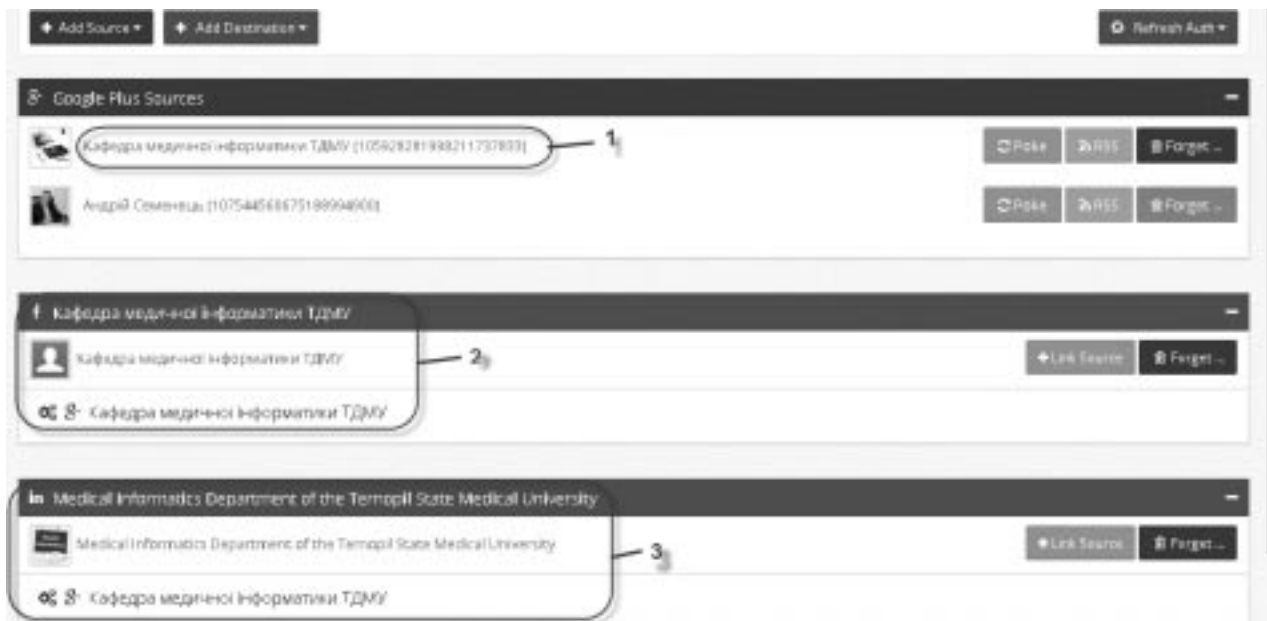 Add Source
Add Destination
Refresh Auth
Google Plus Sources
Кафедра медичної інформатики ТДМУ
1
Poke
RSS
Forget ...
Андрій Семенець
Poke
RSS
Forget ...
Кафедра медичної інформатики ТДМУ
Кафедра медичної інформатики ТДМУ
2
Link Source
Forget ...
Кафедра медичної інформатики ТДМУ
in Medical Informatics Department of the Ternopil State Medical University
Medical Informatics Department of the Ternopil State Medical University
3
Link Source
Forget ...
Кафедра медичної інформатики ТДМУ